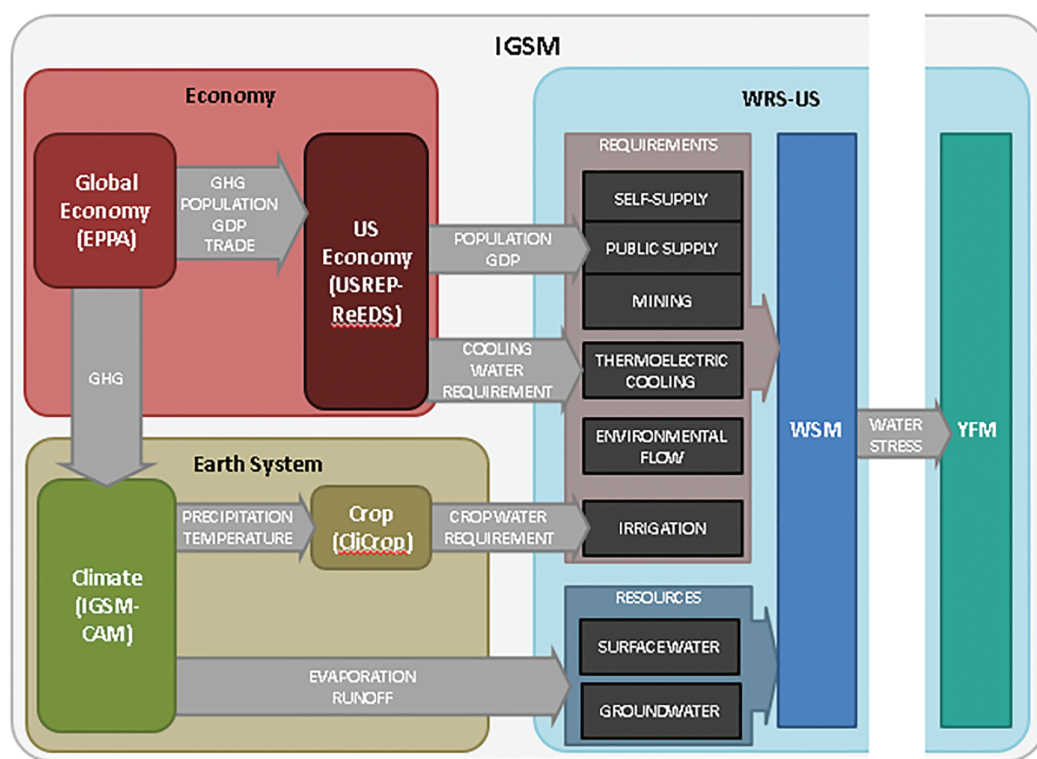 IGSM
Economy
Global
Economy
(EPPA)
GHG
POPULATION
GDP
TRADE
US
Economy
(USREP-
ReEDS)
POPULATION
GDP
COOLING
WATER
REQUIREMENT
GHG
Earth System
Climate
(IGSM-
CAM)
PRECIPITATION
TEMPERATURE
Crop
(CliCrop)
CROP WATER
REQUIREMENT
EVAPORATION
RUNOFF
WRS-US
REQUIREMENTS
SELF-SUPPLY
PUBLIC SUPPLY
MINING
THERMOELECTRIC
COOLING
ENVIRONMENTAL
FLOW
IRRIGATION
RESOURCES
SURFACE WATER
GROUNDWATER
WSM
WATER
STRESS
YFM